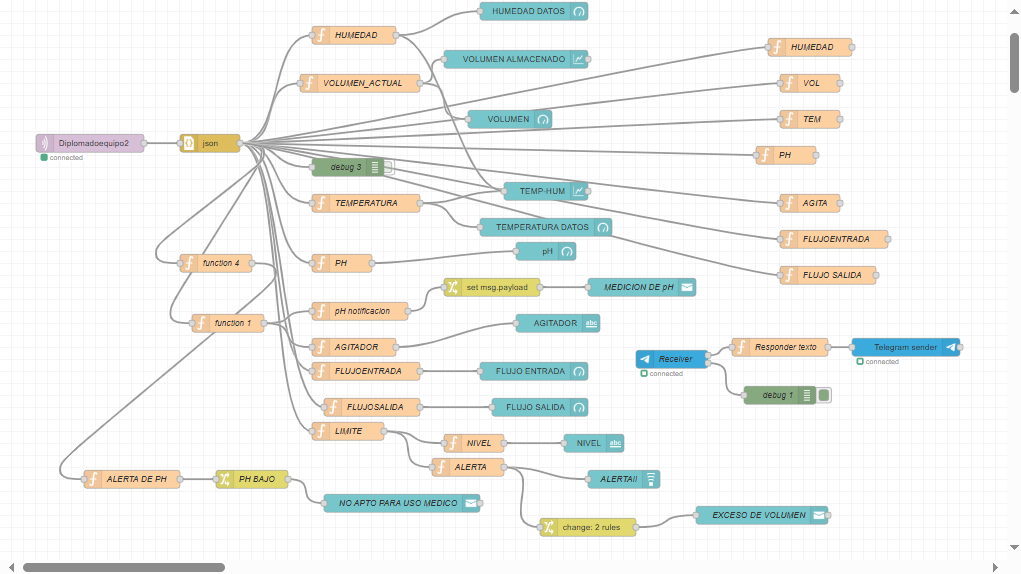 HUMEDAD DATOS
HUMEDAD
HUMEDAD
VOLUMEN ALMACENADO
VOLUMEN_ACTUAL
VOL
VOLUMEN
TEM
Diplomadoequipo2
json
connected
PH
debug 3
TEMP-HUM
TEMPERATURA
AGITA
TEMPERATURA DATOS
FLUJOENTRADA
pH
function 4
PH
FLUJO SALIDA
set msg.payload
MEDICION DE pH
pH notificacion
function 1
AGITADOR
AGITADOR
Responder texto
Telegram sender
Receiver
connected
connected
FLUJOENTRADA
FLUJO ENTRADA
debug 1
FLUJOSALIDA
FLUJO SALIDA
LIMITE
NIVEL
NIVEL
ALERTA
ALERTA DE PH
PH BAJO
ALERTA!!
NO APTO PARA USO MEDICO
EXCESO DE VOLUMEN
change: 2 rules